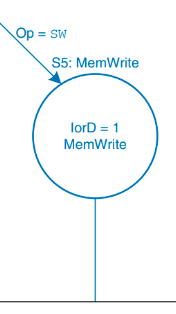 Op = SW
S5: MemWrite
IorD = 1
MemWrite